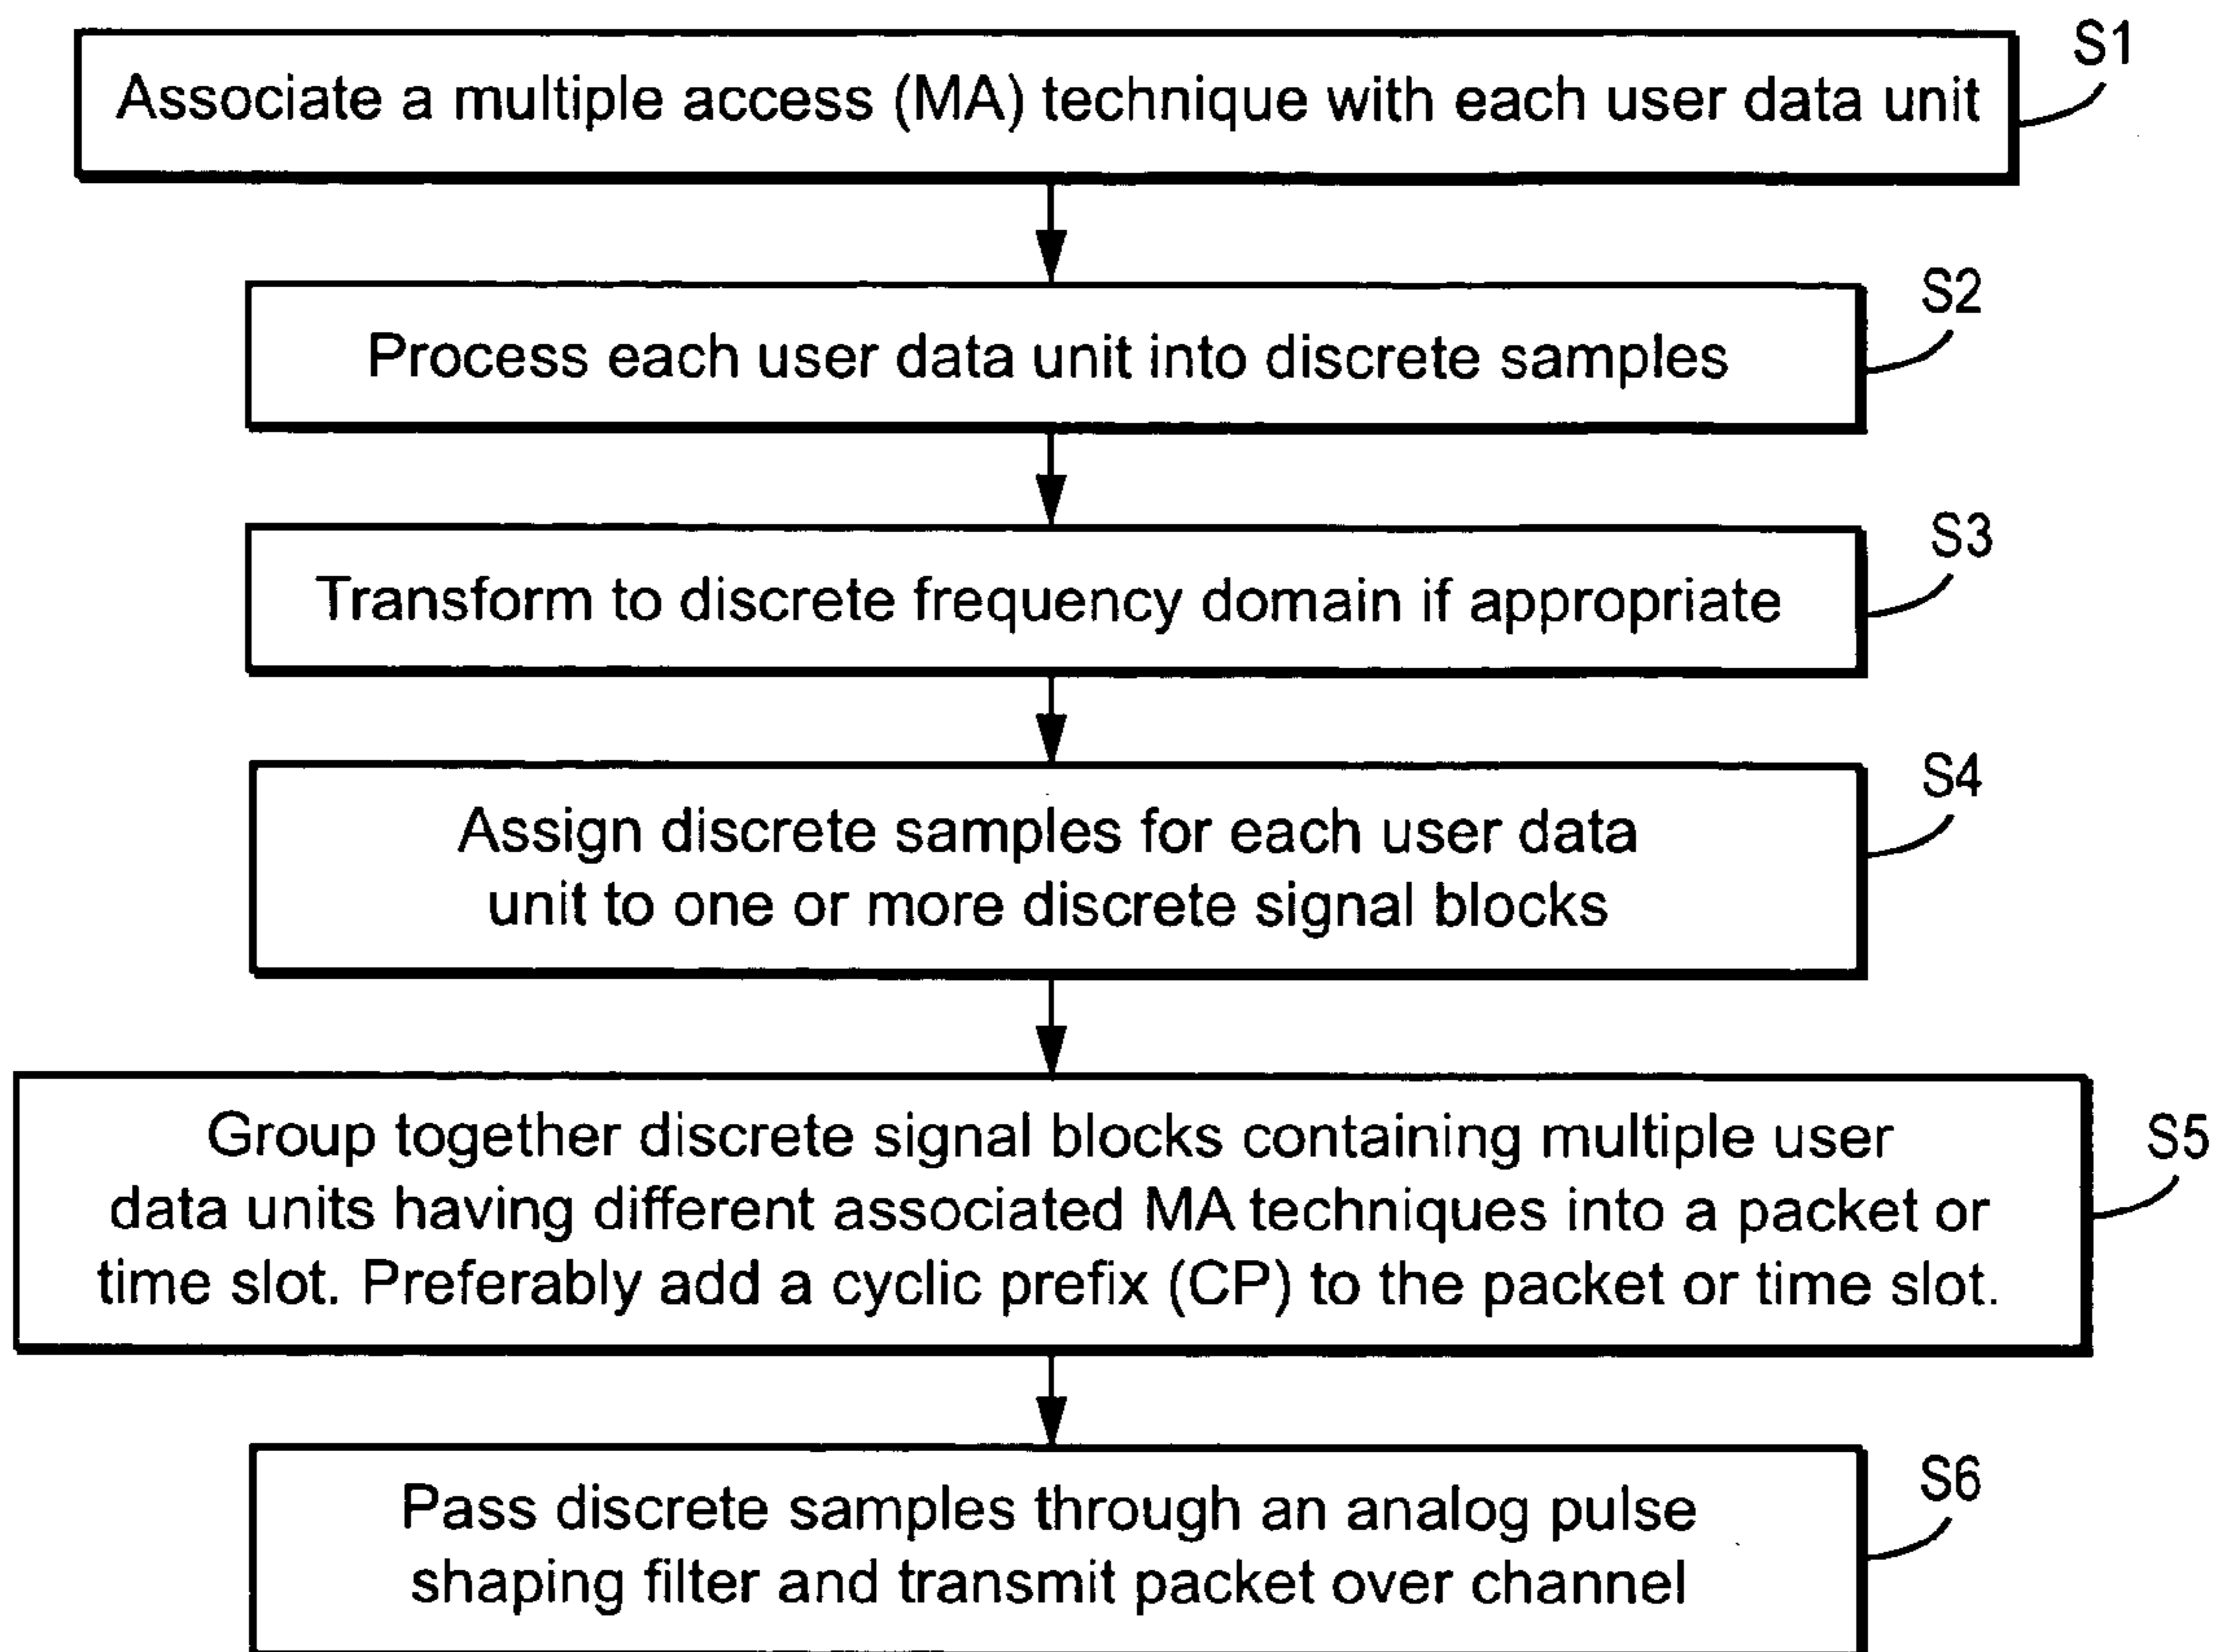 S1
Associate a multiple access (MA) technique with each user data unit
S2
Process each user data unit into discrete samples
S3
Transform to discrete frequency domain if appropriate
S4
Assign discrete samples for each user data
unit to one or more discrete signal blocks
S5
Group together discrete signal blocks containing multiple user
data units having different associated MA techniques into a packet or
time slot. Preferably add a cyclic prefix (CP) to the packet or time slot.
S6
Pass discrete samples through an analog pulse
shaping filter and transmit packet over channel